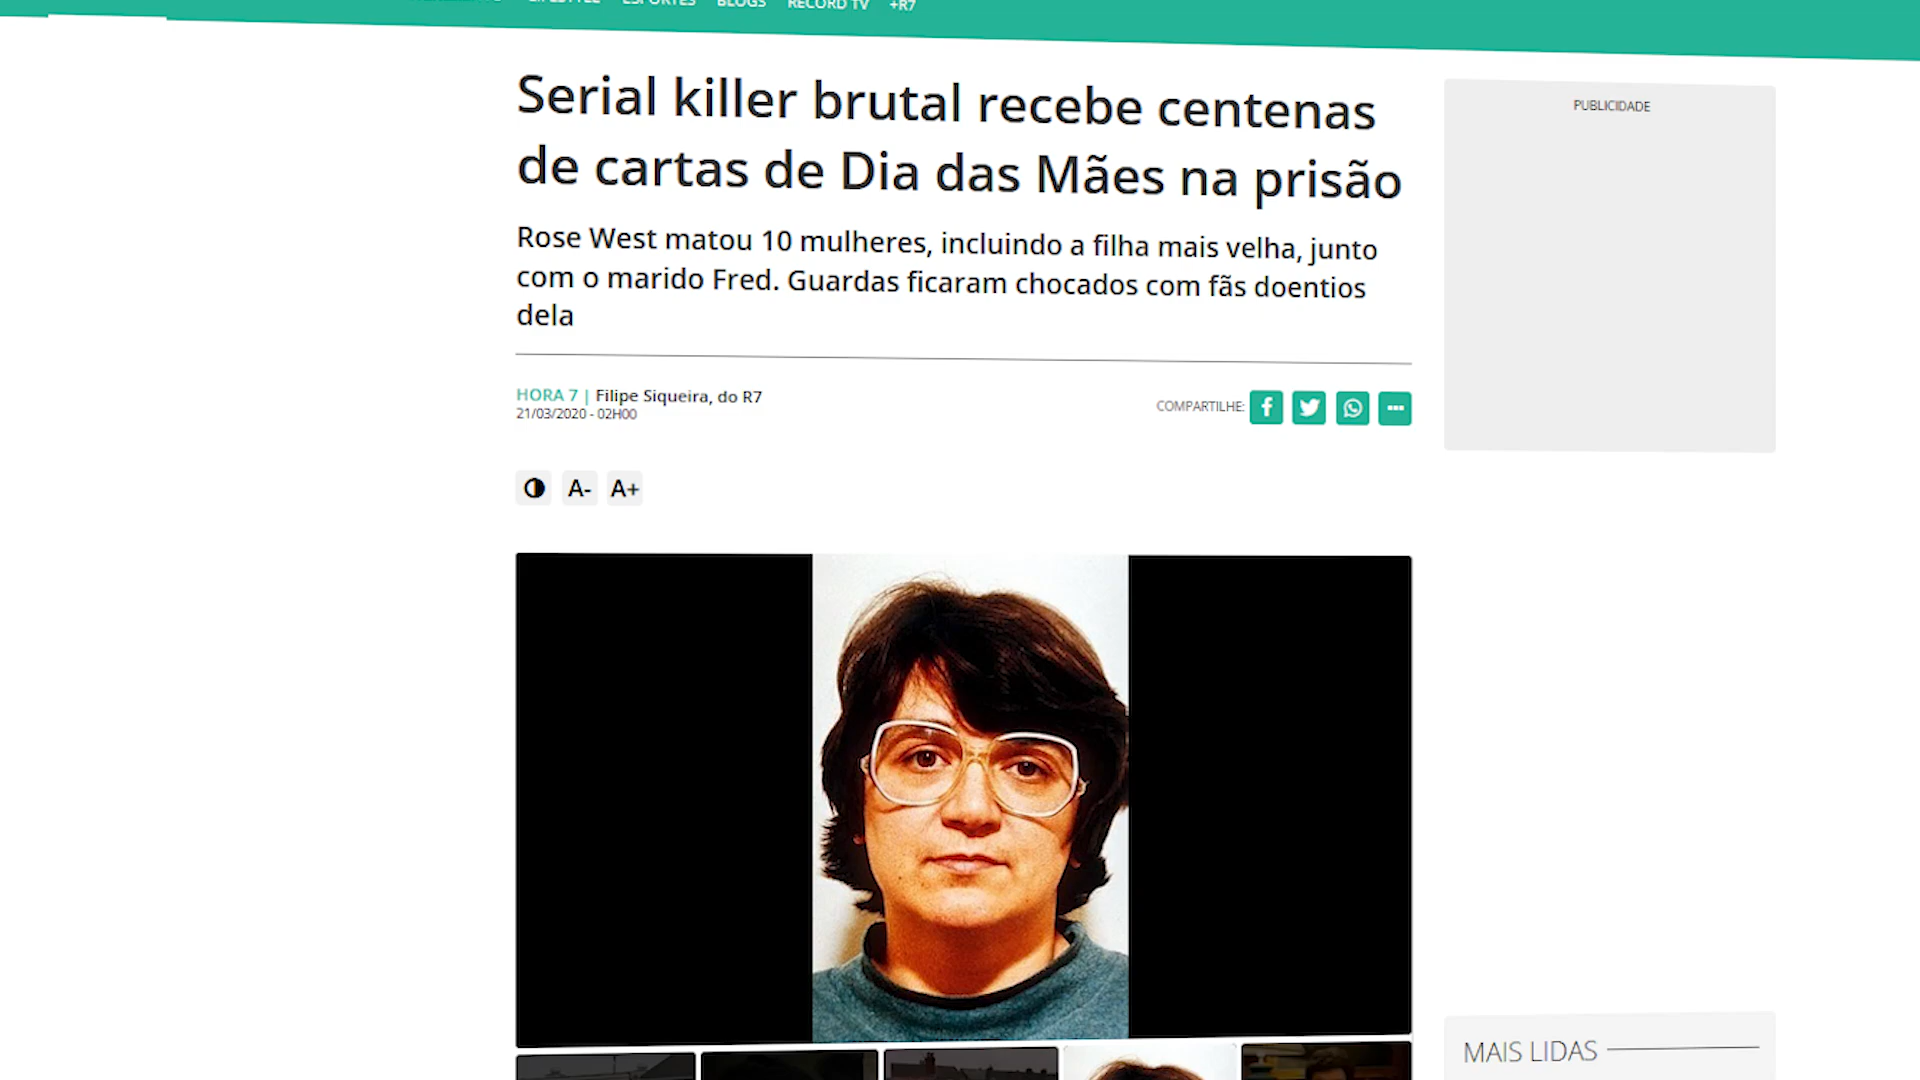 LIFESTYLE ESPORTES BLOGS RECORD TV +R7
Serial killer brutal recebe centenas
de cartas de Dia das Mães na prisão
PUBLICIDADE
Rose West matou 10 mulheres, incluindo a filha mais velha, junto
com o marido Fred. Guardas ficaram chocados com fãs doentios
dela
HORA 7 | Filipe Siqueira, do R7
21/03/2020 - 02H00
COMPARTILHE:
A- A+
MAIS LIDAS